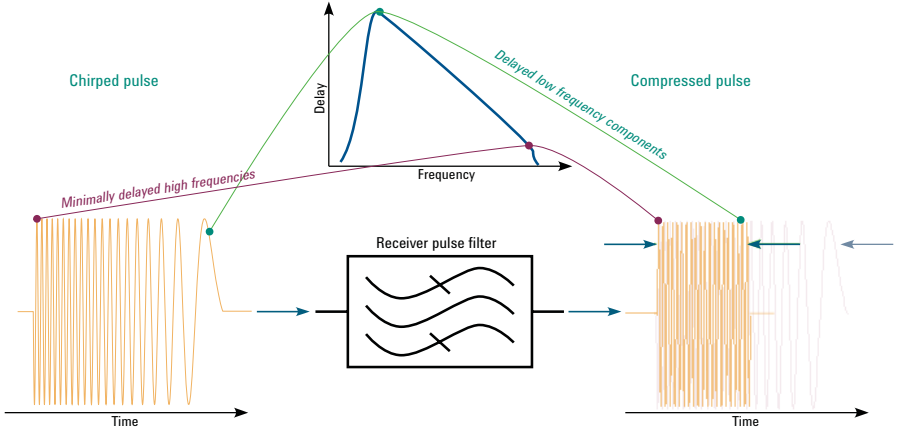 Chirped pulse
Compressed pulse
Delay
Frequency
Delayed low frequency components
Minimally delayed high frequencies
Receiver pulse filter
Time
Time